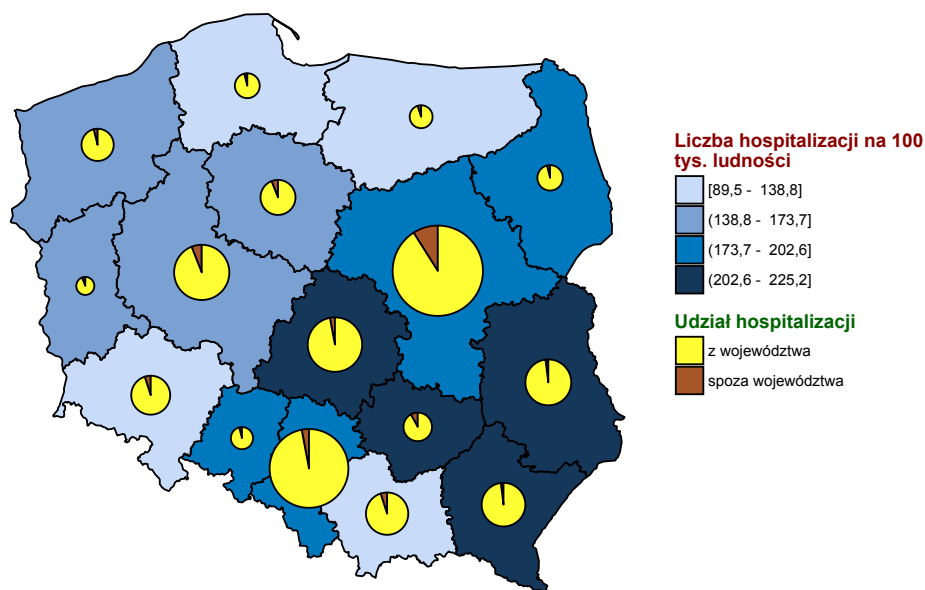 Liczba hospitalizacji na 100
tys. ludności
[89,5 - 138,8]
(138,8 - 173,7]
(173,7 - 202,6]
(202,6 - 225,2]
Udział hospitalizacji
z województwa
spoza województwa